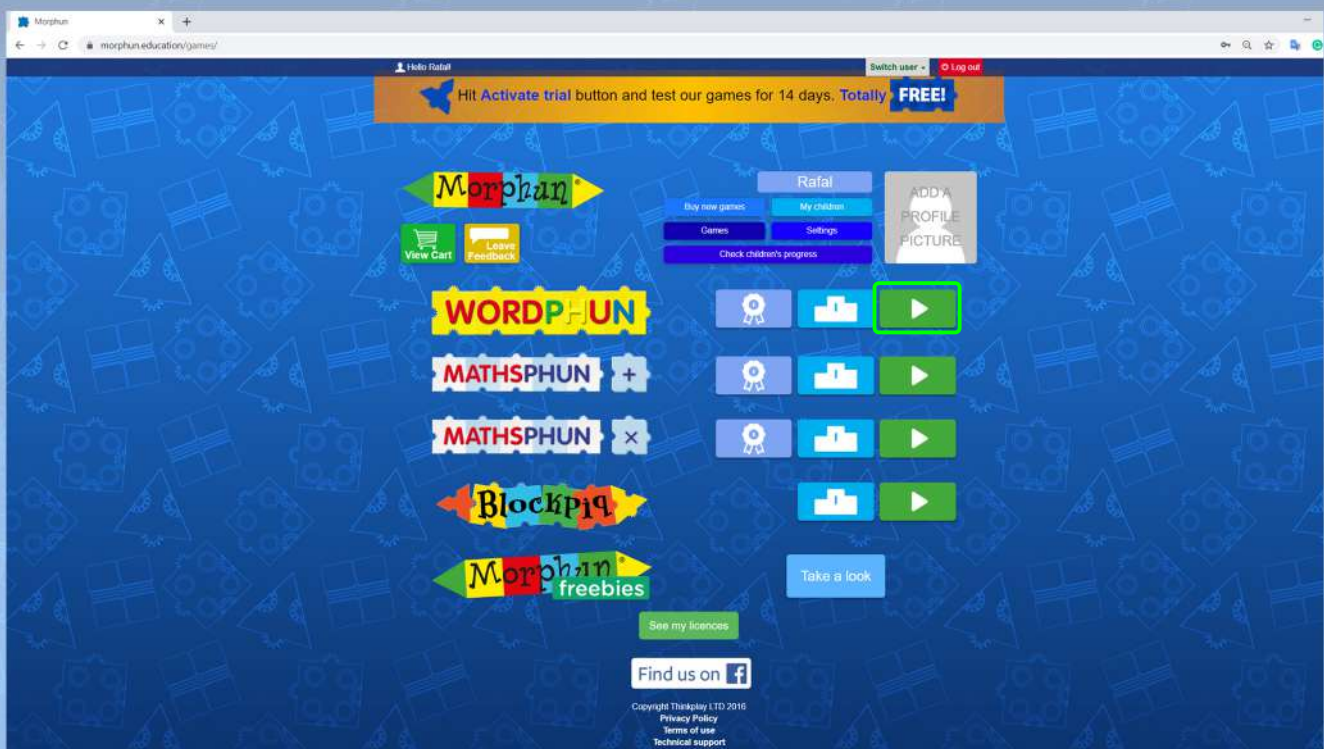 Morphun
morphun.education/games/
Hello Rafal!
Switch user
Log out
Hit Activate trial button and test our games for 14 days. Totally FREE!
Morphun
Rafal
ADD A
PROFILE
PICTURE
Buy new games
My children
Games
Settings
Check children's progress
View Cart
Leave
Feedback
WORDPHUN
MATHSPHUN +
MATHSPHUN ×
Blockpiq
Morphun
freebies
Take a look
See my licences
Find us on f
Copyright Thinkplay LTD 2016
Privacy Policy
Terms of use
Technical support